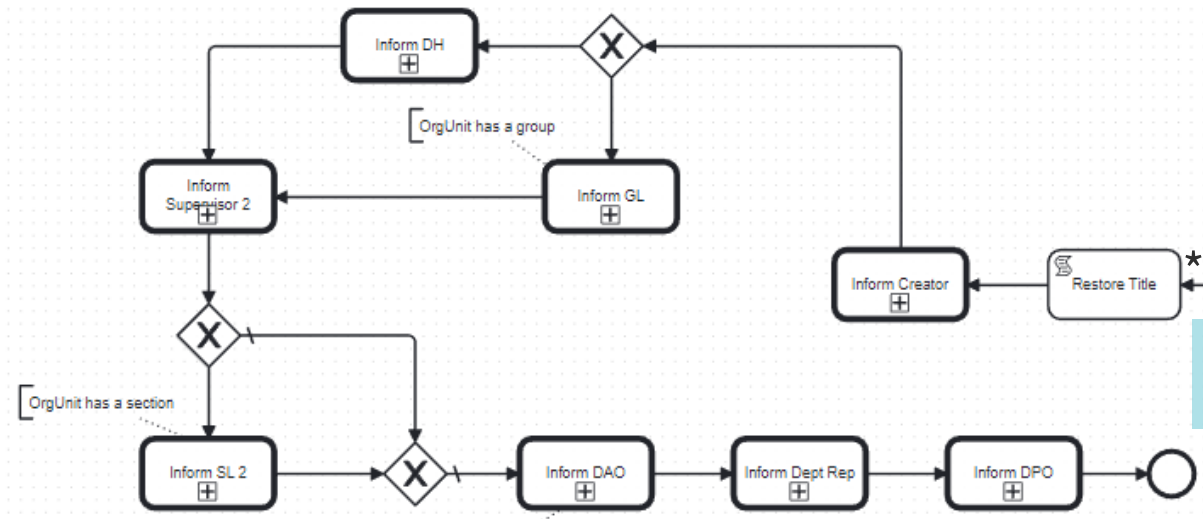 Inform DH
OrgUnit has a group
Inform
Supervisor 2
Inform GL
Inform Creator
Restore Title
*
OrgUnit has a section
Inform SL 2
Inform DAO
Inform Dept Rep
Inform DPO